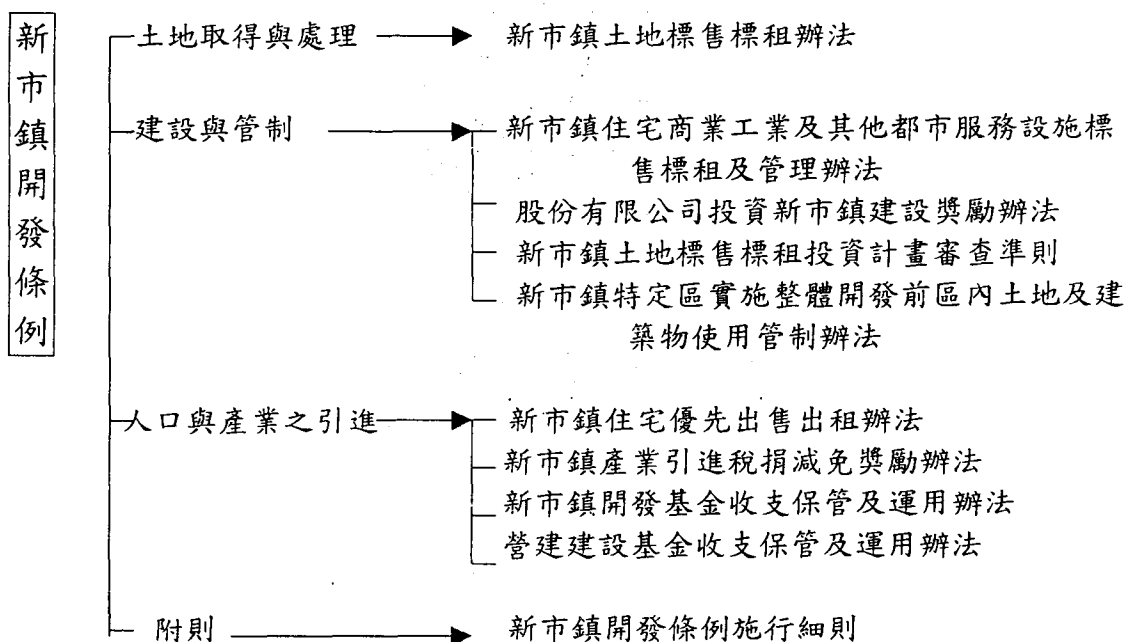 新市鎮開發條例
土地取得與處理
新市鎮土地標售標租辦法
建設與管制
新市鎮住宅商業工業及其他都市服務設施標
售標租及管理辦法
股份有限公司投資新市鎮建設獎勵辦法
新市鎮土地標售標租投資計畫審查準則
新市鎮特定區實施整體開發前區內土地及建
築物使用管制辦法
人口與產業之引進
新市鎮住宅優先出售出租辦法
新市鎮產業引進稅捐減免獎勵辦法
新市鎮開發基金收支保管及運用辦法
營建建設基金收支保管及運用辦法
附則
新市鎮開發條例施行細則